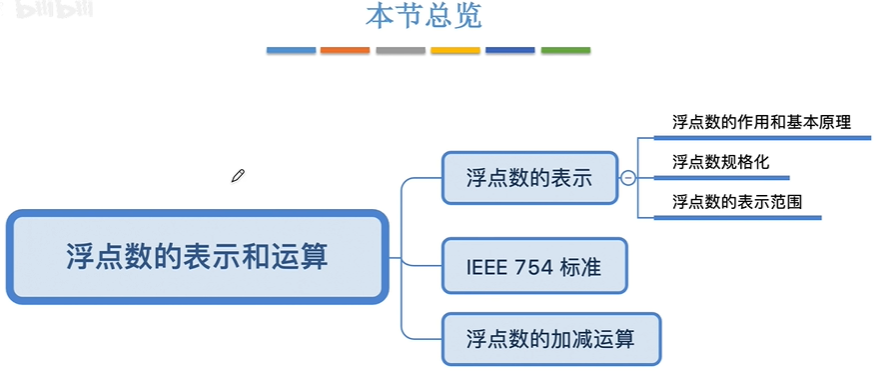 bilibili
本节总览
浮点数的作用和基本原理
浮点数的表示
浮点数规格化
浮点数的表示范围
浮点数的表示和运算
IEEE 754 标准
浮点数的加减运算